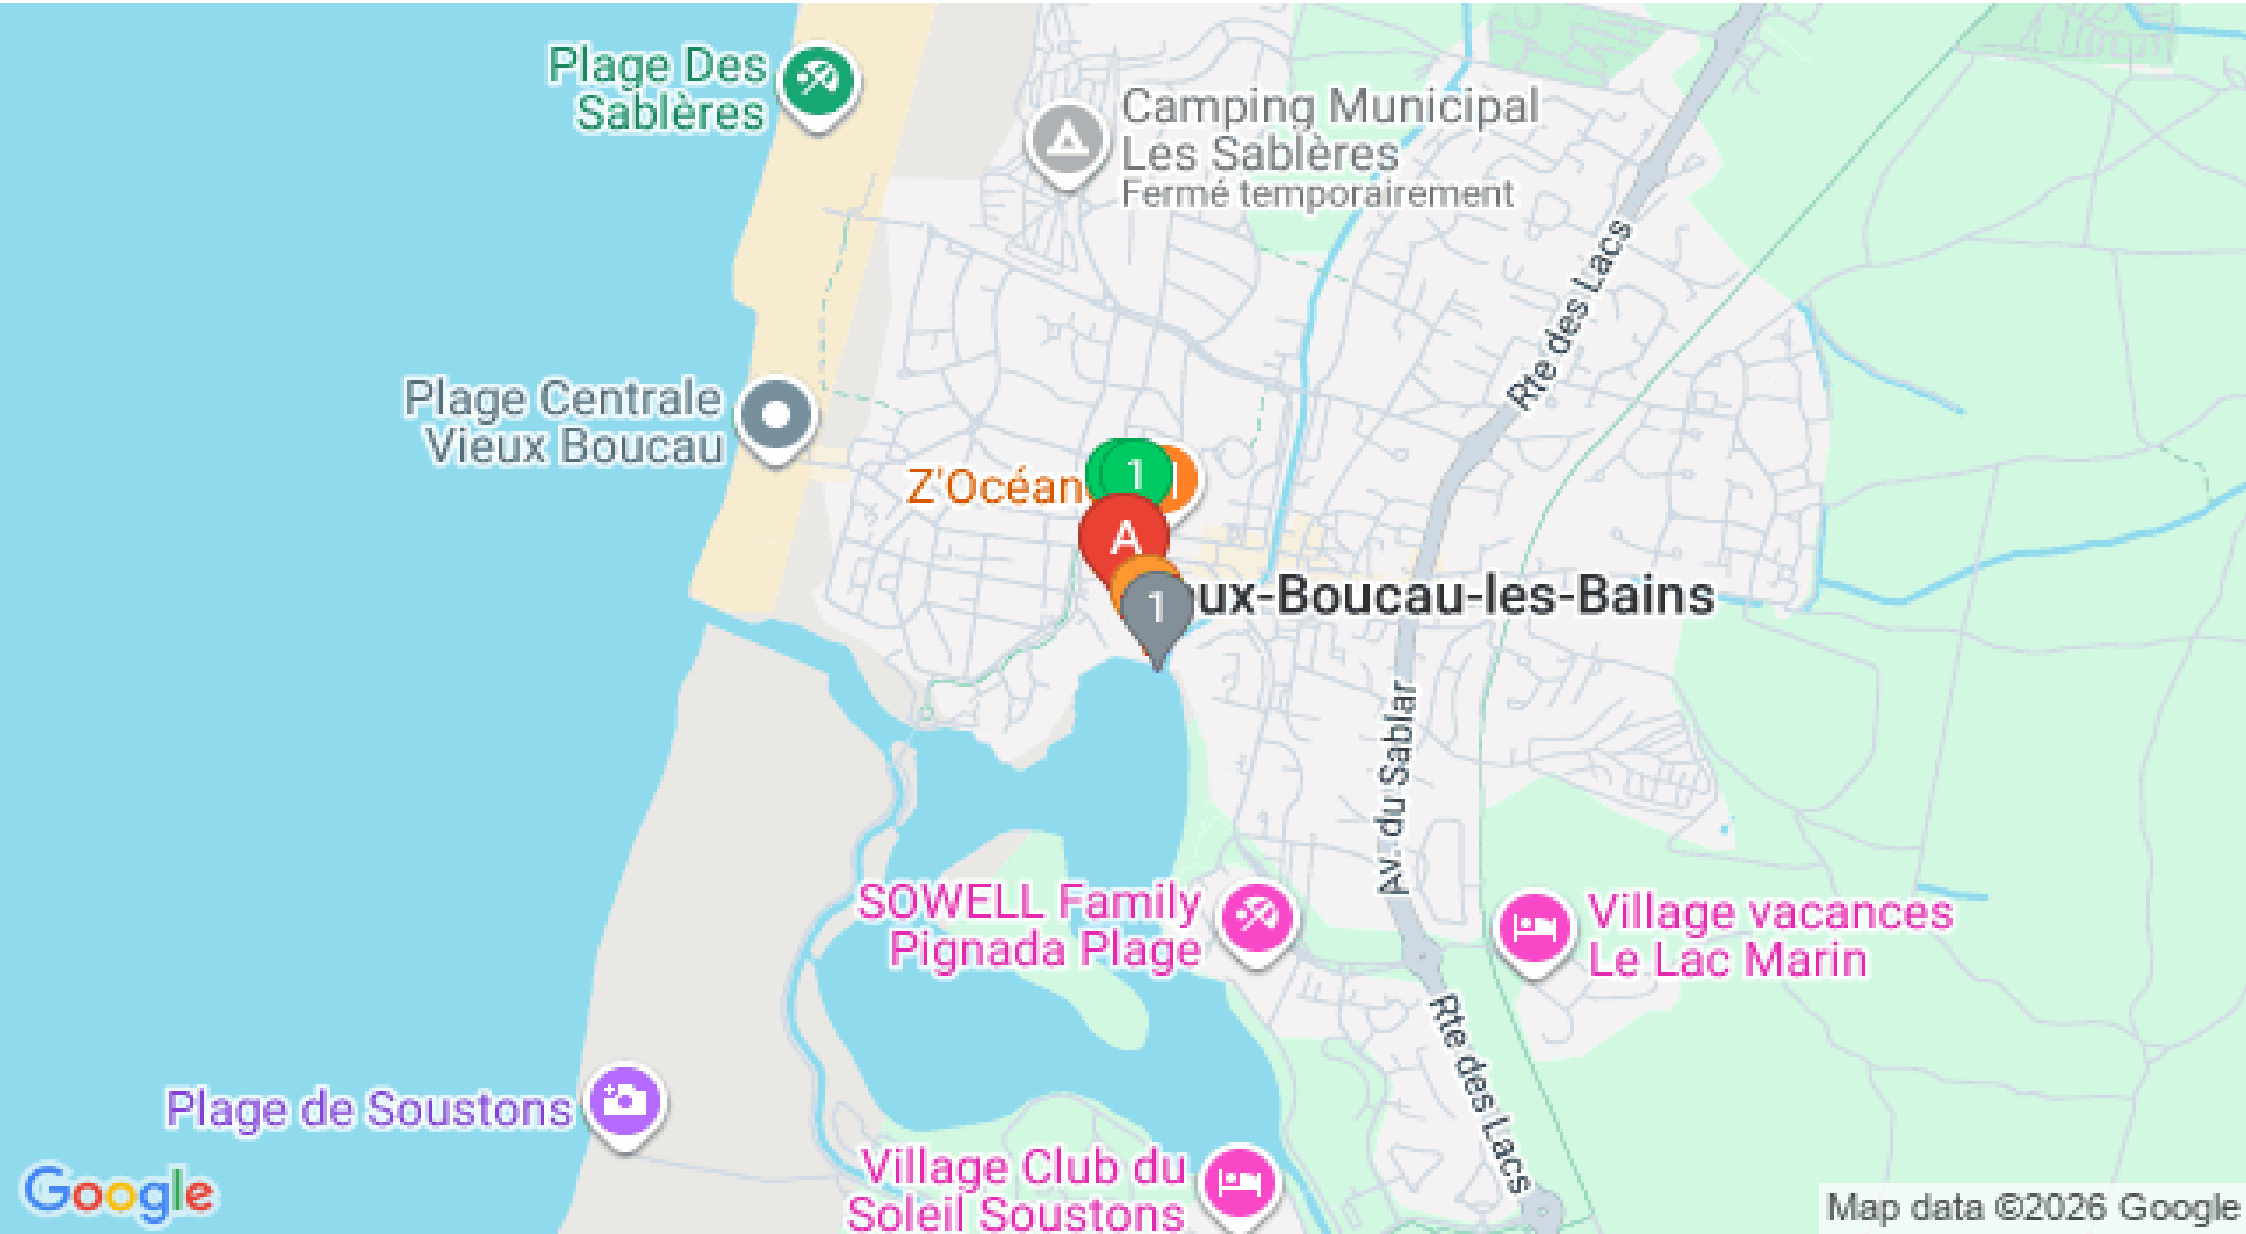 Plage Des
Sablères
Camping Municipal
Les Sablères
Fermé temporairement
Rte des Lacs
Plage Centrale
Vieux Boucau
Z'Océan
1
A
1
ux-Boucau-les-Bains
Av. du Sablar
SOWELL Family
Pignada Plage
Village vacances
Le Lac Marin
Rte des Lacs
Plage de Soustons
Village Club du
Soleil Soustons
Google
Map data ©2026 Google